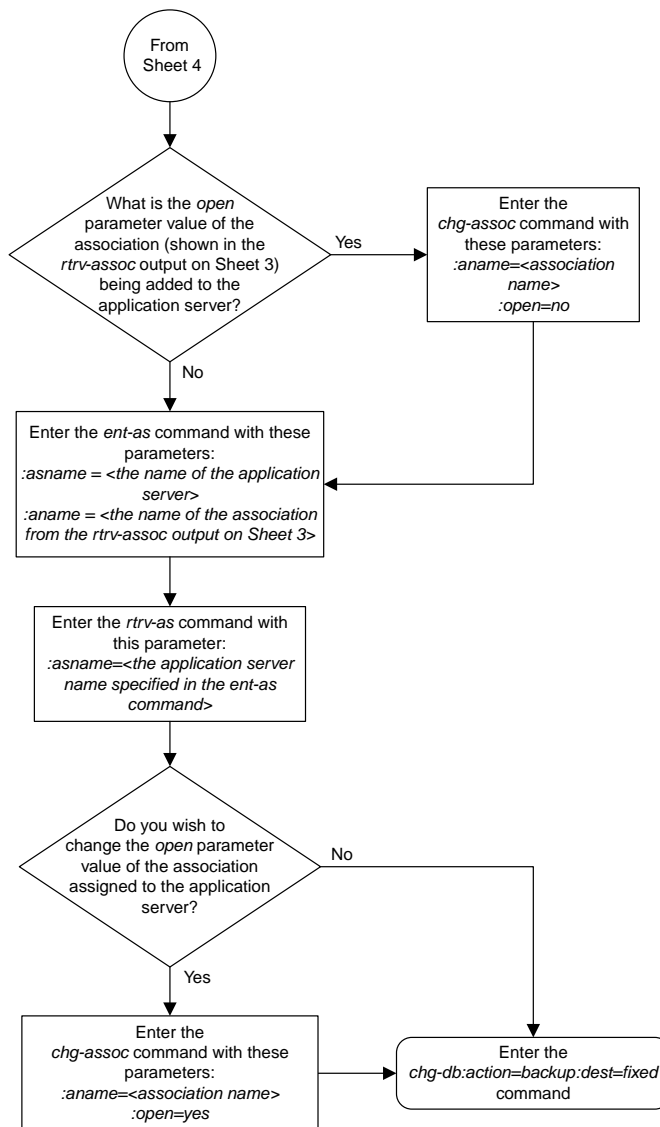 From
Sheet 4
What is the open
parameter value of the
association (shown in the
rtrv-assoc output on Sheet 3)
being added to the
application server?
Yes
Enter the
chg-assoc command with
these parameters:
:aname=<association
name>
:open=no
No
Enter the ent-as command with these
parameters:
:asname = <the name of the application
server>
:aname = <the name of the association
from the rtrv-assoc output on Sheet 3>
Enter the rtrv-as command with
this parameter:
:asname=<the application server
name specified in the ent-as
command>
Do you wish to
change the open parameter
value of the association
assigned to the application
server?
No
Yes
Enter the
chg-assoc command with these
parameters:
:aname=<association name>
:open=yes
Enter the
chg-db:action=backup:dest=fixed
command